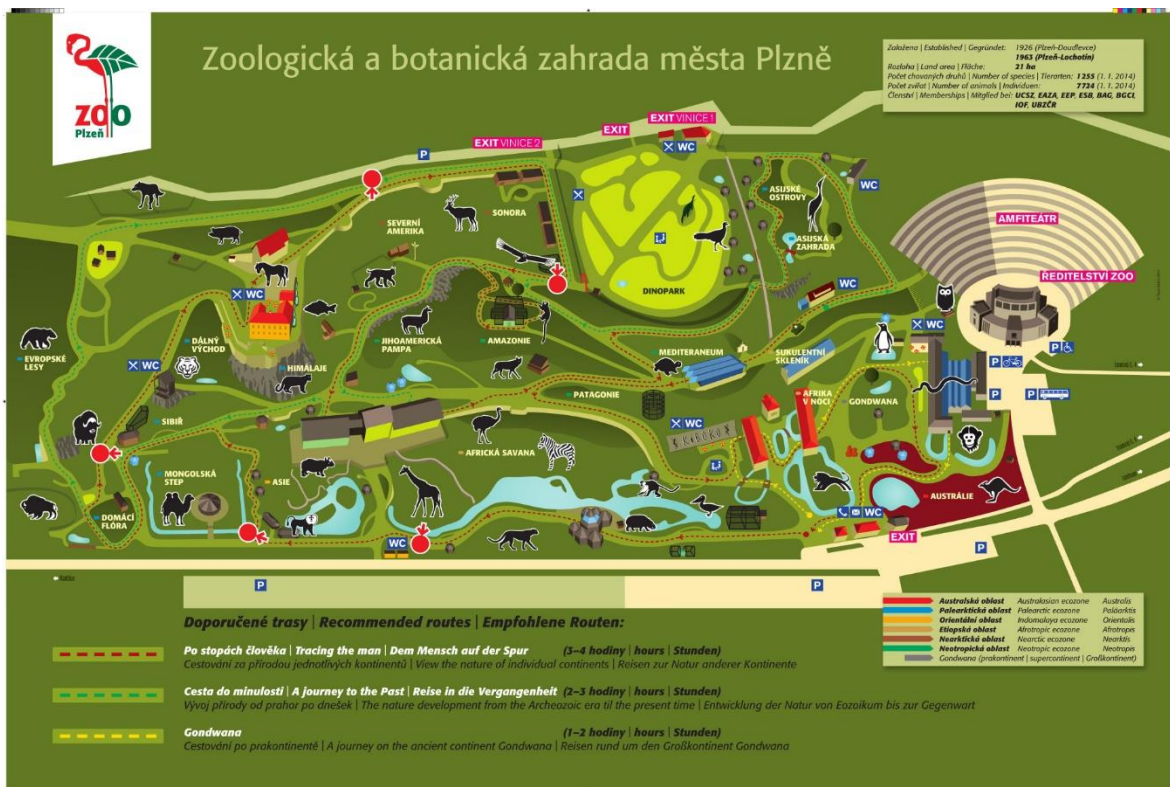 Zoologická a botanická zahrada města Plzně
zoo
Plzeň
Založena | Established | Gegründet: 1926 (Plzeň-Doudlevce)
1963 (Plzeň-Lochotín)
Rozloha | Land area | Fläche: 21 ha
Počet chovaných druhů | Number of species | Tierarten: 1255 (1. 1. 2014)
Počet zvířat | Number of animals | Individuen: 7724 (1. 1. 2014)
Členství | Memberships | Mitglied bei: UCSZ, EAZA, EEP, ESB, BAG, BGCI,
IOF, UBZČR
EXIT VINICE 1
EXIT
EXIT VINICE 2
P
WC
WC
ASIJSKÉ
OSTROVY
AMFITEÁTR
SEVERNÍ
AMERIKA
SONORA
ASIJSKÁ
ZAHRADA
ŘEDITELSTVÍ ZOO
DINOPARK
WC
WC
WC
DÁLNÝ
VÝCHOD
JIHOAMERICKÁ
PAMPA
AMAZONIE
MEDITERANEUM
SUKULENTNÍ
SKLENÍK
P
P
EVROPSKÉ
LESY
WC
HIMÁLAJE
PATAGONIE
AFRIKA
V NOCI
GONDWANA
P
P
SIBIŘ
WC
KIBOKO
AFRICKÁ SAVANA
MONGOLSKÁ
STEP
ASIE
AUSTRÁLIE
DOMÁCÍ
FLÓRA
WC
WC
EXIT
P
P
P
Doporučené trasy | Recommended routes | Empfohlene Routen:
Po stopách člověka | Tracing the man | Dem Mensch auf der Spur (3–4 hodiny | hours | Stunden)
Cestování za přírodou jednotlivých kontinentů | View the nature of individual continents | Reisen zur Natur anderer Kontinente
Cesta do minulosti | A journey to the Past | Reise in die Vergangenheit (2–3 hodiny | hours | Stunden)
Vývoj přírody od prahor po dnešek | The nature development from the Archeozoic era til the present time | Entwicklung der Natur von Eozoikum bis zur Gegenwart
Gondwana (1–2 hodiny | hours | Stunden)
Cestování po prakontinentě | A journey on the ancient continent Gondwana | Reisen rund um den Großkontinent Gondwana
Australská oblast Australasian ecozone Australis
Palearktická oblast Palearctic ecozone Paläarktis
Orientální oblast Indomalaya ecozone Orientalis
Etiopská oblast Afrotropic ecozone Afrotropis
Nearktická oblast Nearctic ecozone Nearktis
Neotropická oblast Neotropic ecozone Neotropis
Gondwana (prakontinent | supercontinent | Großkontinent)